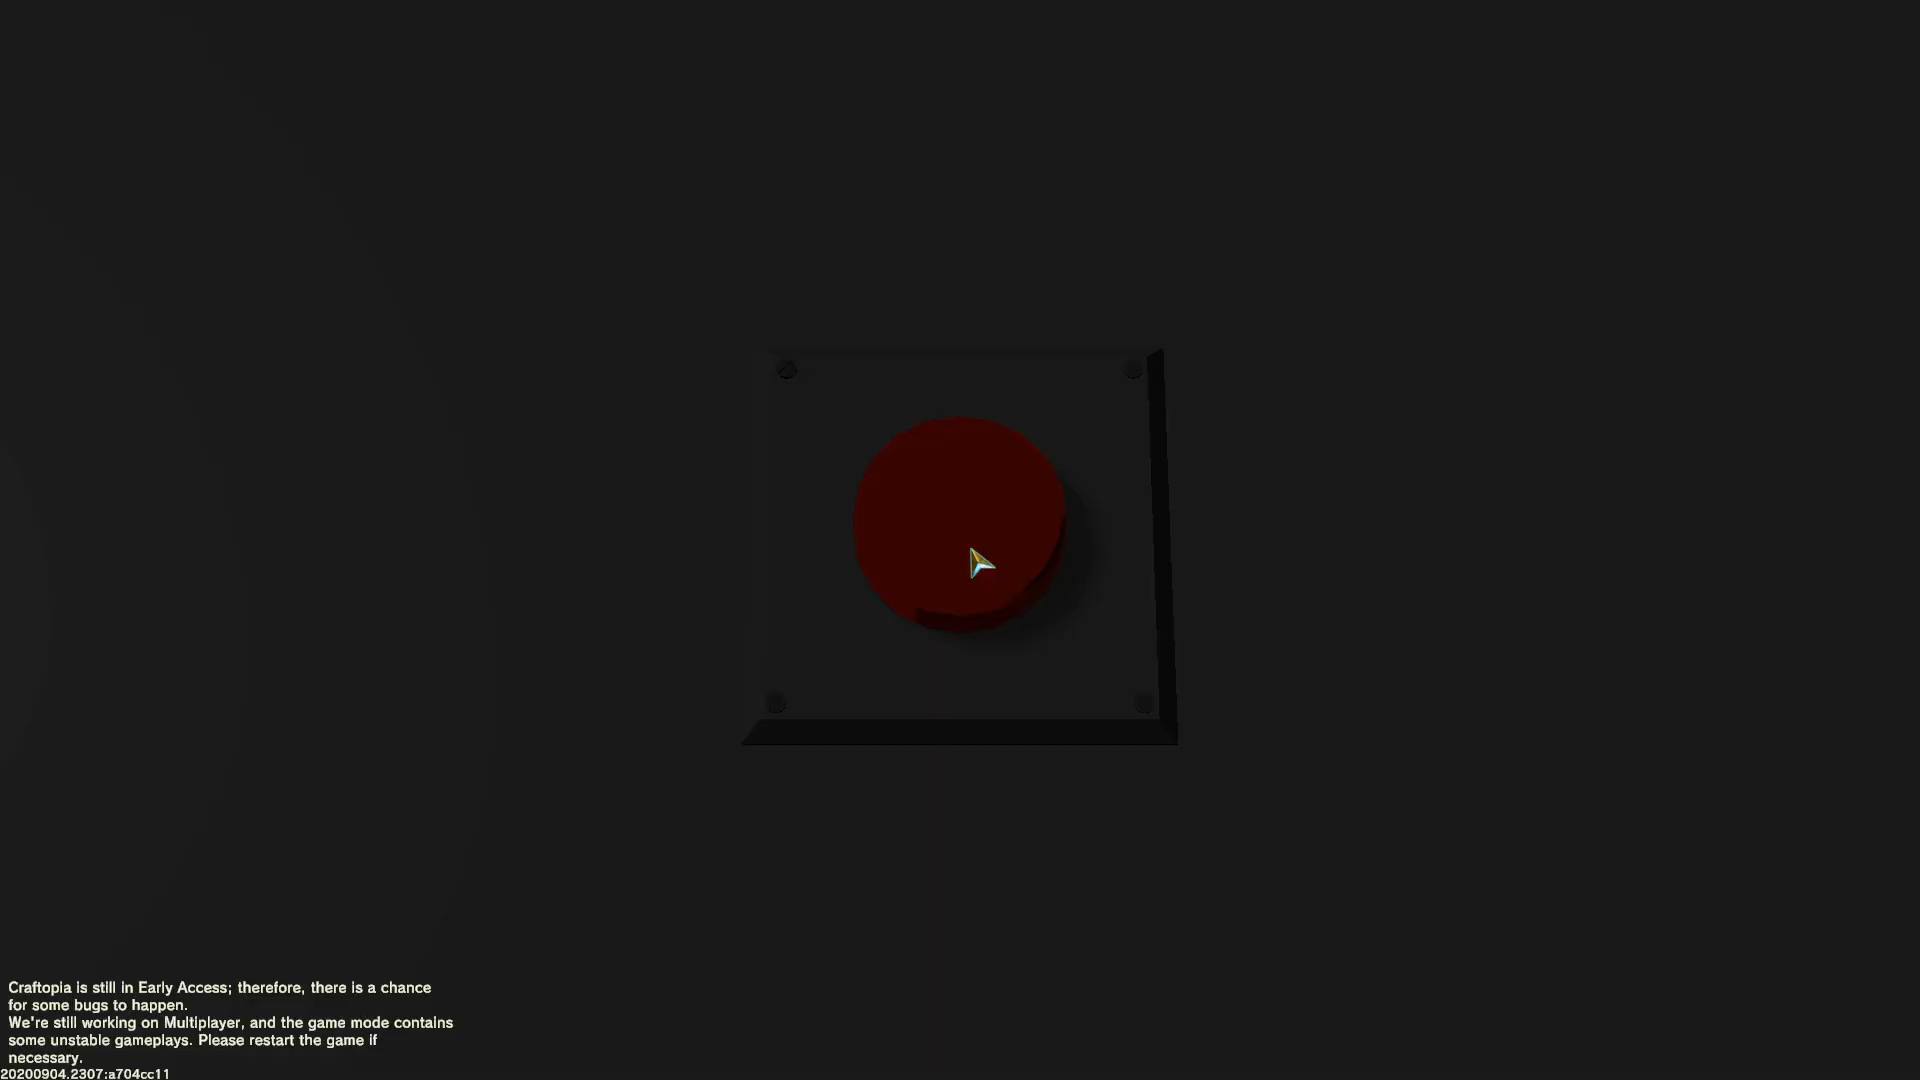 Craftopia is still in Early Access; therefore, there is a chance
for some bugs to happen.
We're still working on Multiplayer, and the game mode contains
some unstable gameplays. Please restart the game if
necessary.
20200904.2307:a704cc11